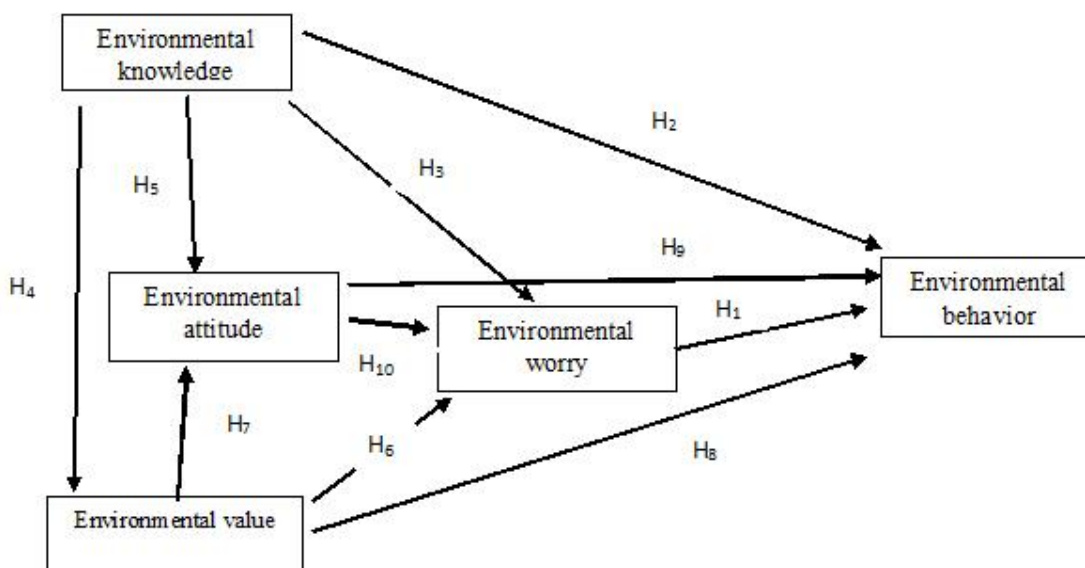 Environmental
knowledge
H₂
H₃
H₅
H₉
H₄
Environmental
attitude
Environmental
behavior
H₁
Environmental
worry
H₁₀
H₇
H₆
H₈
Environmental value